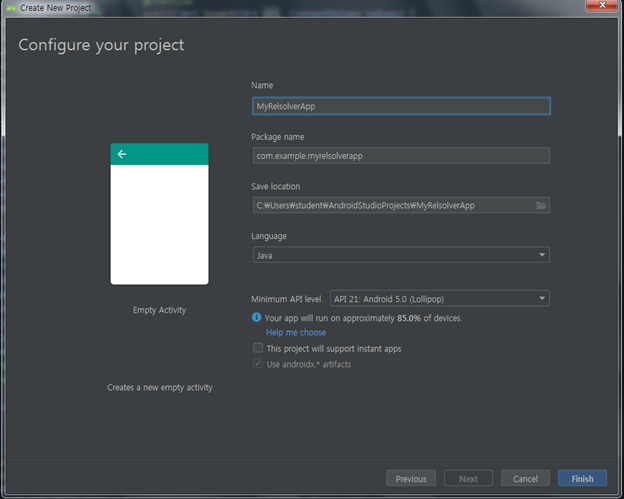 Create New Project
Configure your project
Name
MyRelsolverApp
Package name
com.example.myrelsolverapp
Save location
C:₩Users₩student₩AndroidStudioProjects₩MyRelsolverApp
Language
Java
Minimum API level
API 21: Android 5.0 (Lollipop)
Your app will run on approximately 85.0% of devices.
Help me choose
This project will support instant apps
Use androidx.* artifacts
Empty Activity
Creates a new empty activity
Previous
Next
Cancel
Finish